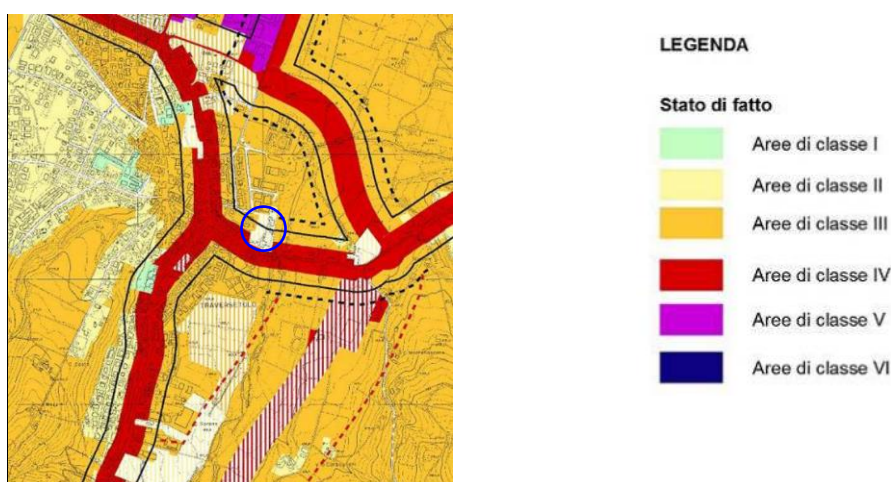 LEGENDA
Stato di fatto
Aree di classe I
Aree di classe II
Aree di classe III
Aree di classe IV
Aree di classe V
Aree di classe VI
TRAVERSETOLO